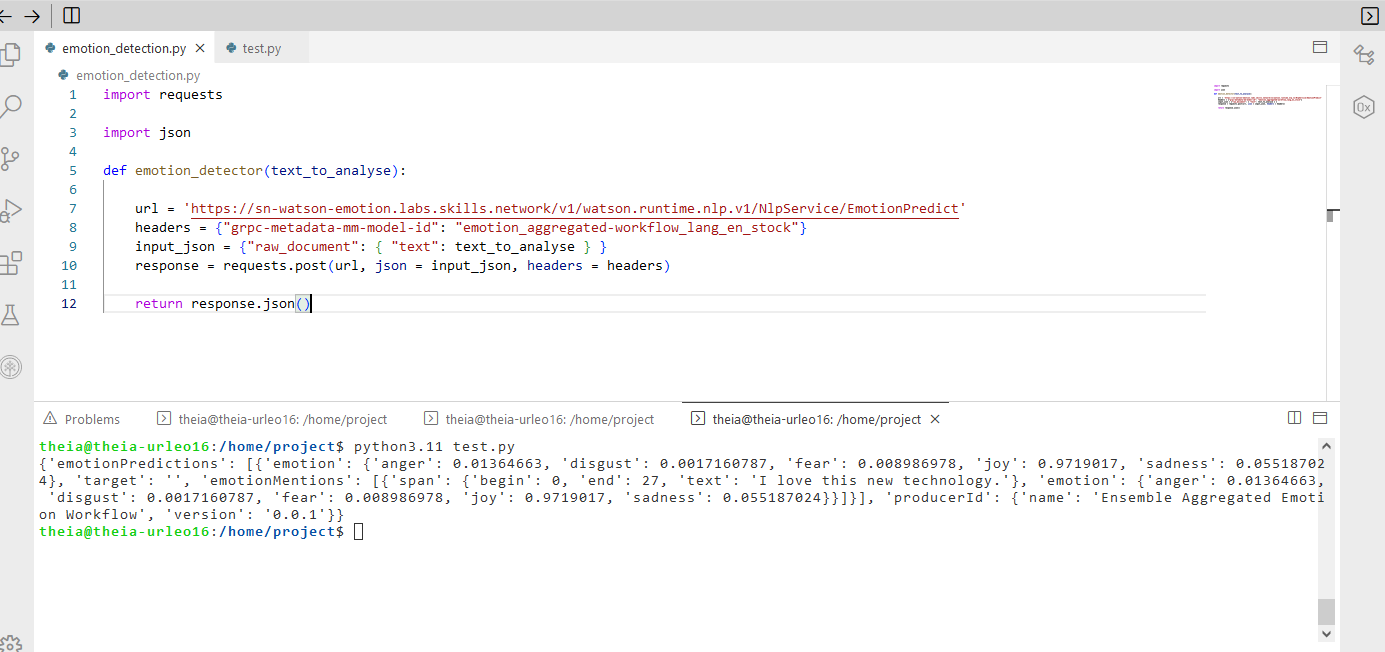 emotion_detection.py
test.py
emotion_detection.py
1 import requests
2
3 import json
4
5 def emotion_detector(text_to_analyse):
6
7 url = 'https://sn-watson-emotion.labs.skills.network/v1/watson.runtime.nlp.v1/NlpService/EmotionPredict'
8 headers = {"grpc-metadata-mm-model-id": "emotion_aggregated-workflow_lang_en_stock"}
9 input_json = {"raw_document": { "text": text_to_analyse } }
10 response = requests.post(url, json = input_json, headers = headers)
11
12 return response.json()
Problems
theia@theia-urleo16: /home/project
theia@theia-urleo16: /home/project
theia@theia-urleo16: /home/project
theia@theia-urleo16:/home/project$ python3.11 test.py
{'emotionPredictions': [{'emotion': {'anger': 0.01364663, 'disgust': 0.0017160787, 'fear': 0.008986978, 'joy': 0.9719017, 'sadness': 0.05518702
4}, 'target': '', 'emotionMentions': [{'span': {'begin': 0, 'end': 27, 'text': 'I love this new technology.'}, 'emotion': {'anger': 0.01364663,
'disgust': 0.0017160787, 'fear': 0.008986978, 'joy': 0.9719017, 'sadness': 0.055187024}}]}], 'producerId': {'name': 'Ensemble Aggregated Emoti
on Workflow', 'version': '0.0.1'}}
theia@theia-urleo16:/home/project$